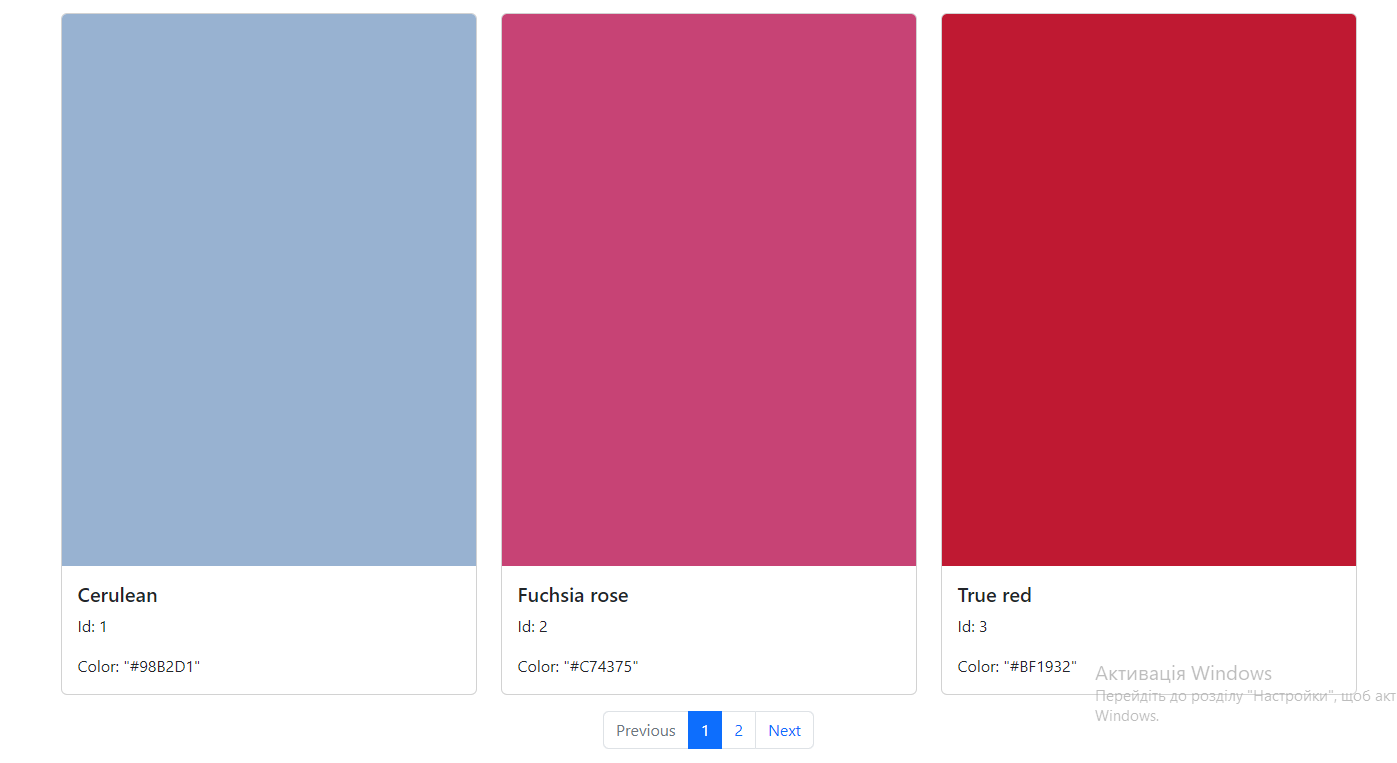 Cerulean
Id: 1
Color: "#98B2D1"
Fuchsia rose
Id: 2
Color: "#C74375"
True red
Id: 3
Color: "#BF1932"
Активація Windows
Перейдіть до розділу "Настройки", щоб акт
Windows.
Previous 1 2 Next